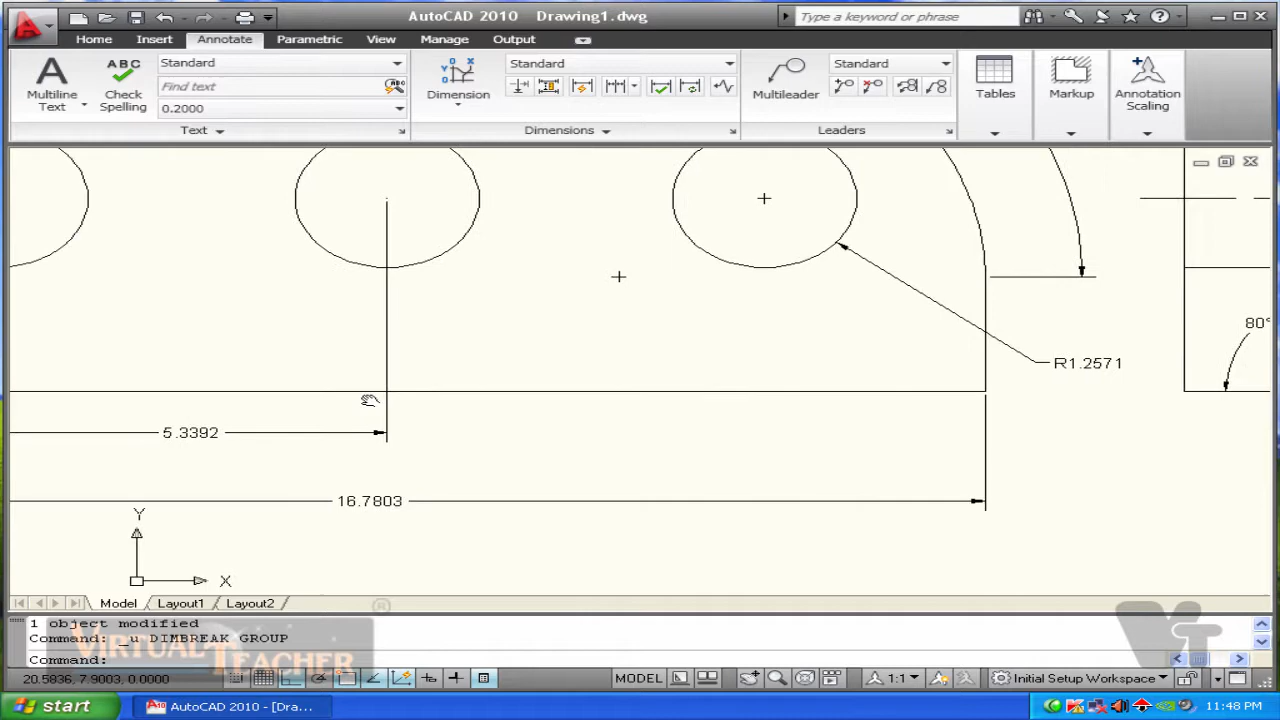 AutoCAD 2010 Drawing1.dwg
Type a keyword or phrase
Home Insert Annotate Parametric View Manage Output
Multiline Text
ABC
Check Spelling
Standard
Find text
0.2000
Text
Dimension
Standard
Dimensions
Multileader
Standard
Leaders
Tables
Markup
Annotation Scaling
80°
R1.2571
5.3392
16.7803
Y
X
Model Layout1 Layout2
1 object modified
Command: _u DIMBREAK GROUP
Command:
VIRTUAL TEACHER
VT
20.5836, 7.9003, 0.0000
MODEL
1:1
Initial Setup Workspace
start
AutoCAD 2010 - [Dra...
11:48 PM